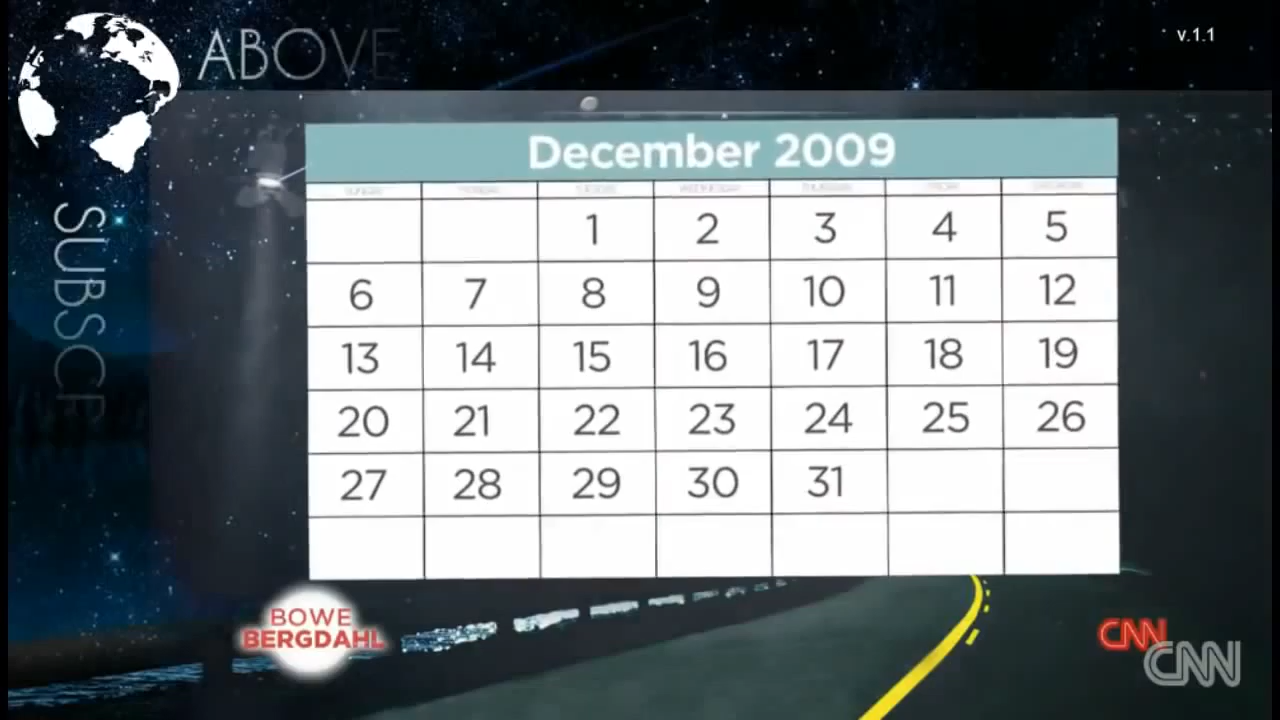 ABOVE
v.1.1
December 2009
1 2 3 4 5
6 7 8 9 10 11 12
13 14 15 16 17 18 19
20 21 22 23 24 25 26
27 28 29 30 31
SUBSCR
BOWE
BERGDAHL
CNN
CNN